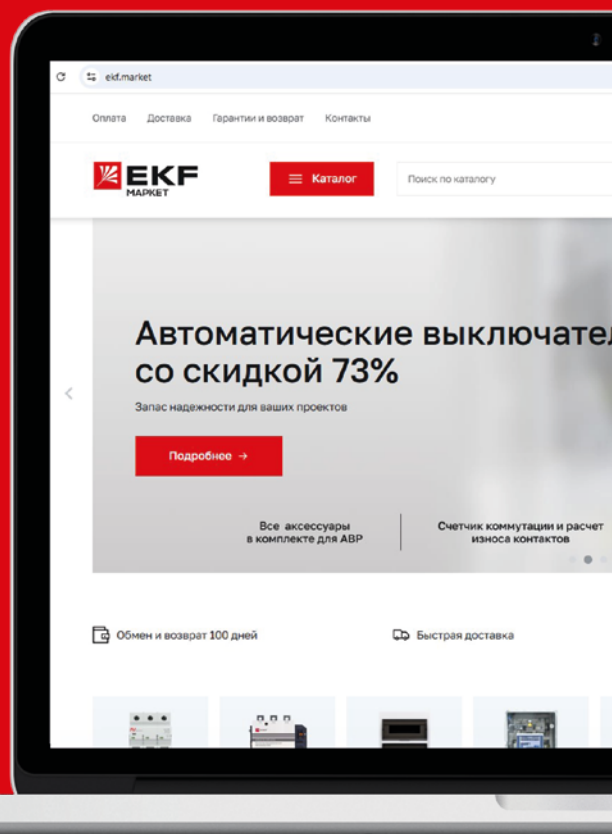 ekf.market
Оплата Доставка Гарантии и возврат Контакты
EKF
МАРКЕТ
Каталог
Поиск по каталогу
Автоматические выключател
со скидкой 73%
Запас надежности для ваших проектов
Подробнее →
Все аксессуары
в комплекте для АВР
Счетчик коммутации и расчет
износа контактов
Обмен и возврат 100 дней
Быстрая доставка